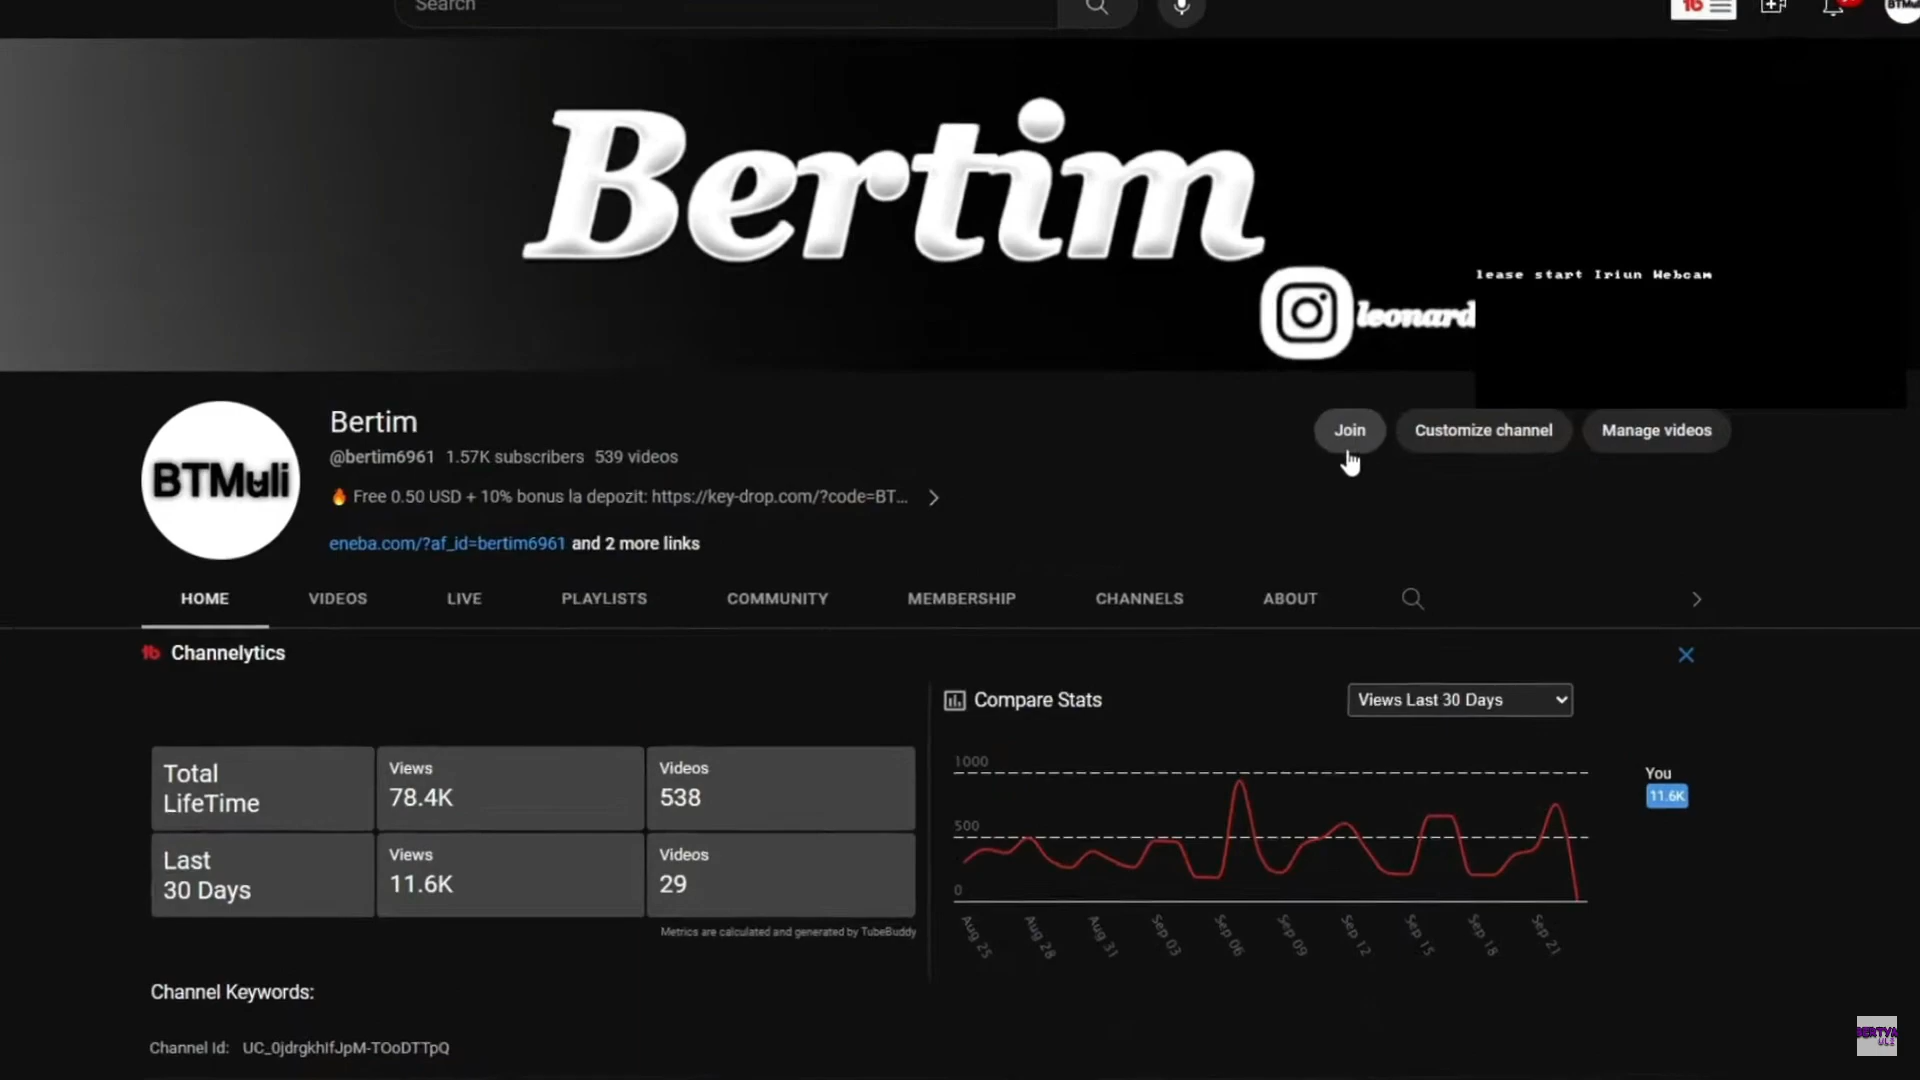 Search
Bertim
leonard
lease start Iriun Webcam
BTMuli
Bertim
@bertim6961 1.57K subscribers 539 videos
🔥 Free 0.50 USD + 10% bonus la depozit: https://key-drop.com/?code=BT...
eneba.com/?af_id=bertim6961 and 2 more links
Join
Customize channel
Manage videos
HOME VIDEOS LIVE PLAYLISTS COMMUNITY MEMBERSHIP CHANNELS ABOUT
Channelytics
Compare Stats
Views Last 30 Days
Total
LifeTime
Views
78.4K
Videos
538
Last
30 Days
Views
11.6K
Videos
29
Metrics are calculated and generated by TubeBuddy
1000
500
0
Aug 25 Aug 28 Aug 31 Sep 03 Sep 06 Sep 09 Sep 12 Sep 15 Sep 18 Sep 21
You
11.6K
Channel Keywords:
Channel Id: UC_0jdrgkhIfJpM-TOoDTTpQ